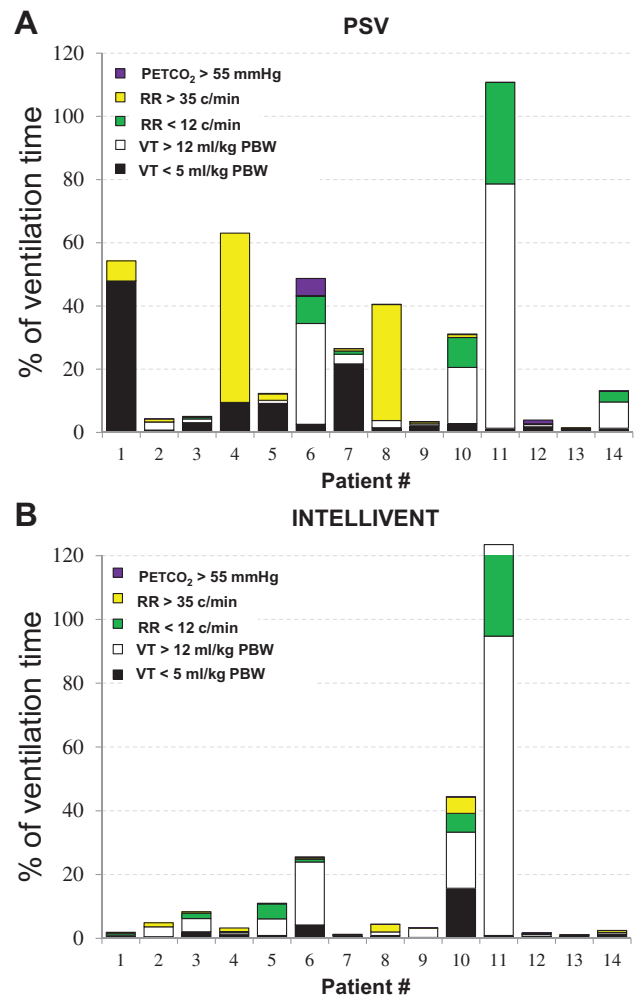 A
PSV
120
100
80
60
40
20
0
% of ventilation time
PETCO₂ > 55 mmHg
RR > 35 c/min
RR < 12 c/min
VT > 12 ml/kg PBW
VT < 5 ml/kg PBW
1 2 3 4 5 6 7 8 9 10 11 12 13 14
Patient #
B
INTELLIVENT
120
100
80
60
40
20
0
% of ventilation time
PETCO₂ > 55 mmHg
RR > 35 c/min
RR < 12 c/min
VT > 12 ml/kg PBW
VT < 5 ml/kg PBW
1 2 3 4 5 6 7 8 9 10 11 12 13 14
Patient #